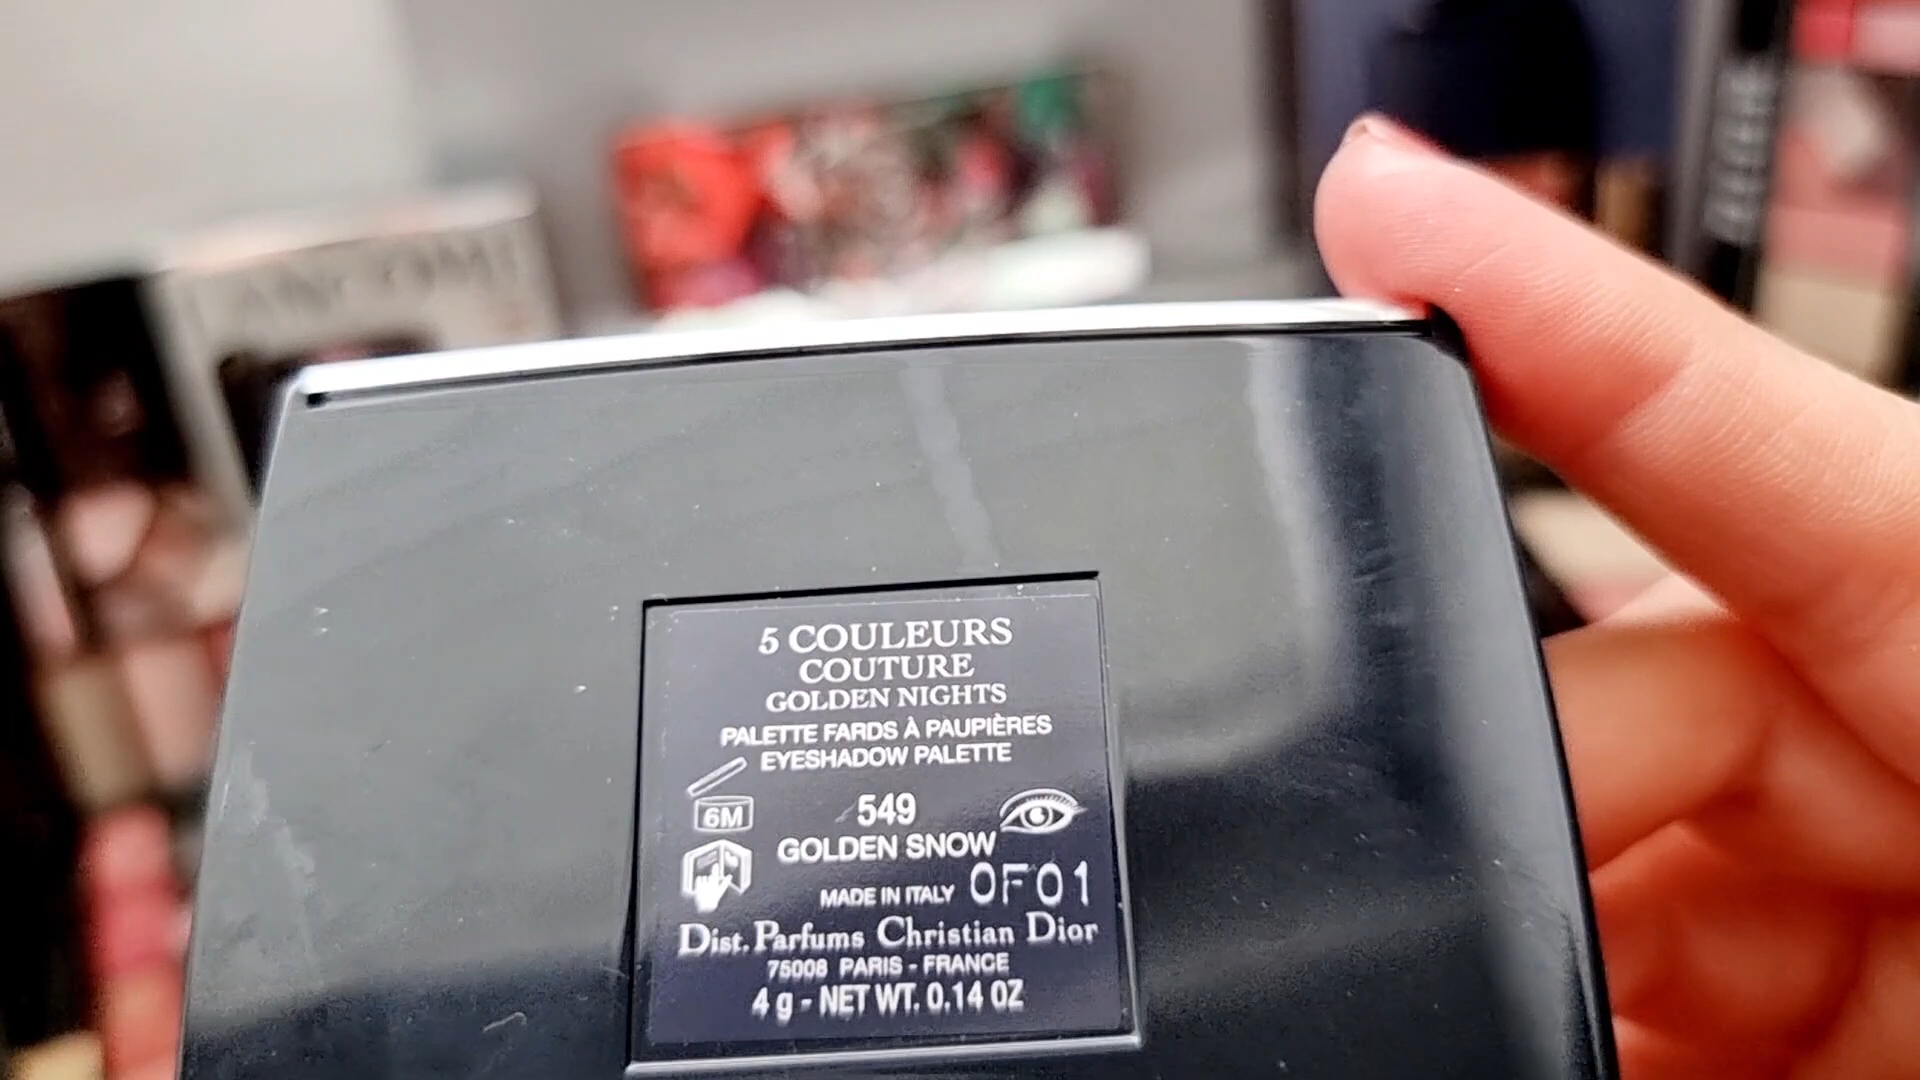 LANCOME
5 COULEURS
COUTURE
GOLDEN NIGHTS
PALETTE FARDS À PAUPIÈRES
EYESHADOW PALETTE
6M
549
GOLDEN SNOW
MADE IN ITALY 0F01
Dist. Parfums Christian Dior
75008 PARIS - FRANCE
4 g - NET WT. 0.14 OZ